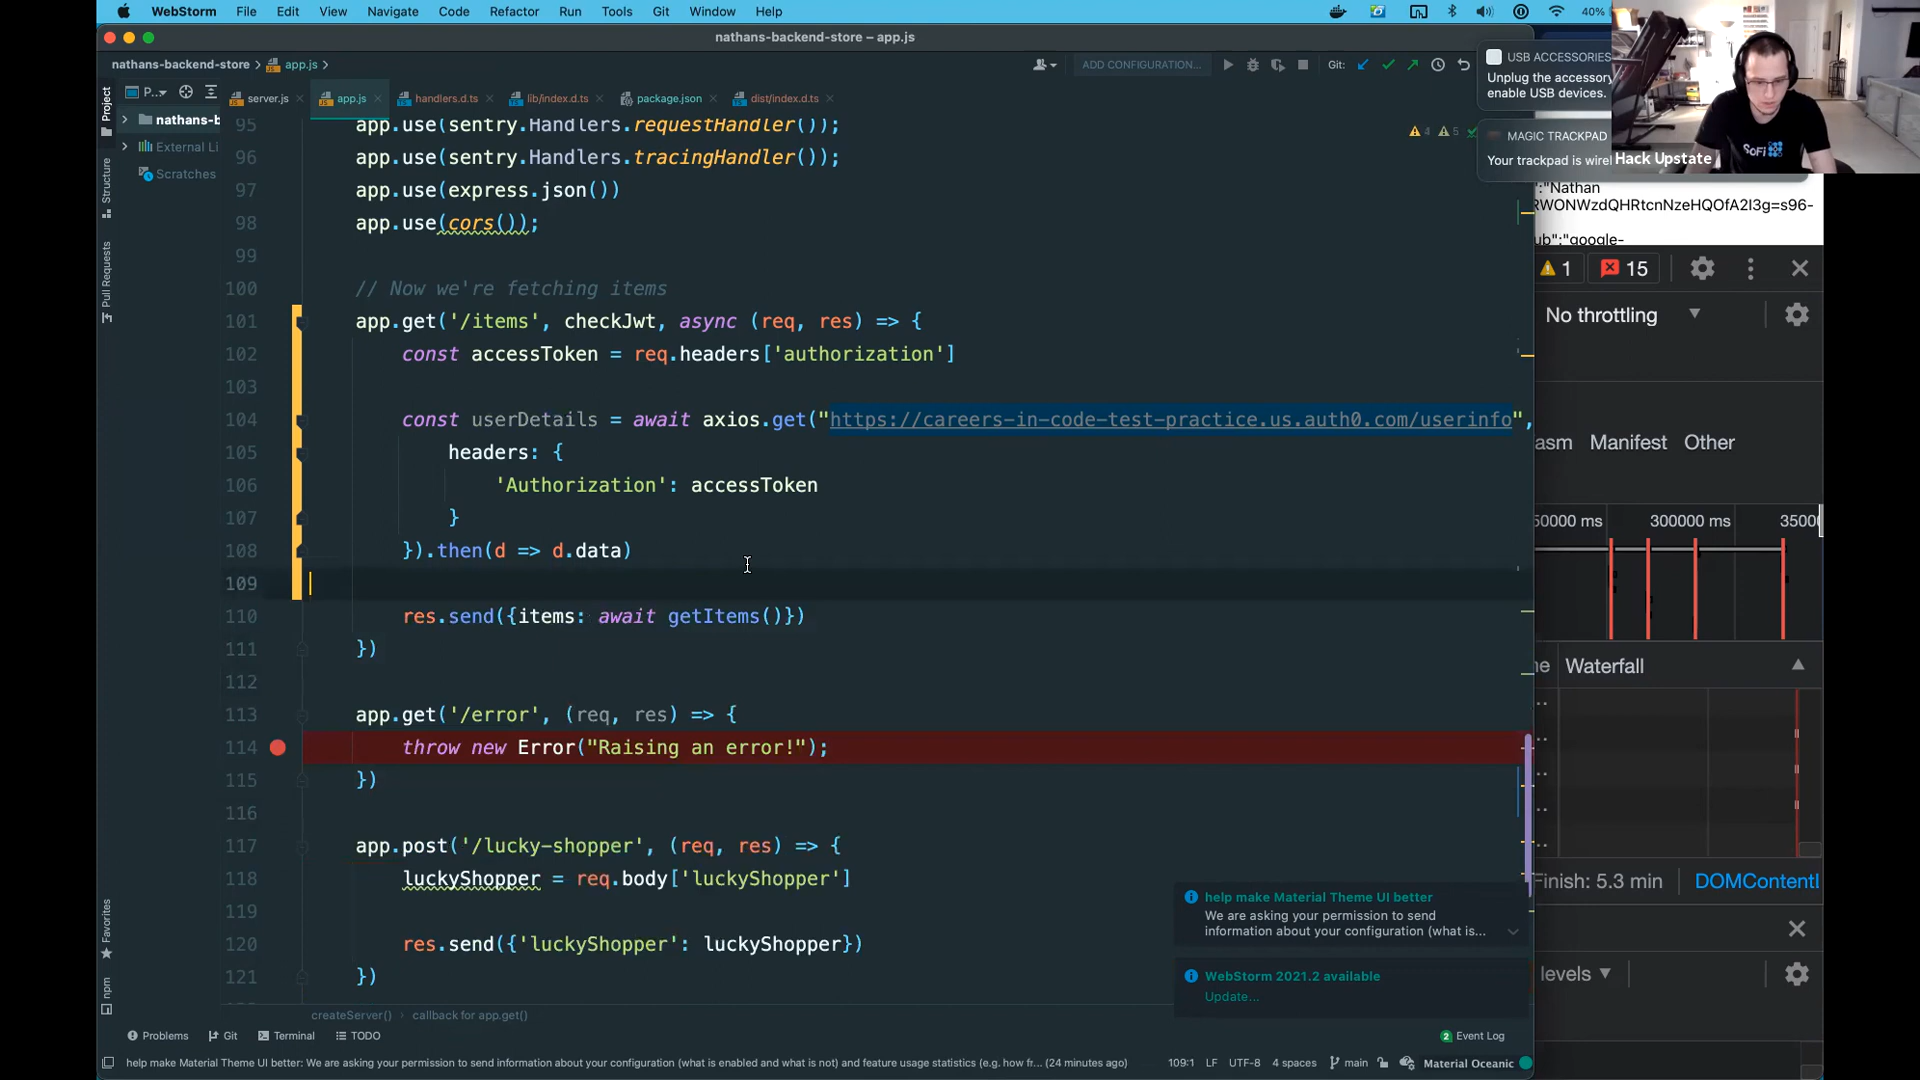 WebStorm File Edit View Navigate Code Refactor Run Tools Git Window Help 40%
nathans-backend-store – app.js
nathans-backend-store app.js
ADD CONFIGURATION... Git:
P... server.js app.js handlers.d.ts lib/index.d.ts package.json dist/index.d.ts
Project
Structure
Pull Requests
Favorites
npm
nathans-b
External Li
Scratches
95 app.use(sentry.Handlers.requestHandler());
96 app.use(sentry.Handlers.tracingHandler());
97 app.use(express.json())
98 app.use(cors());
99
100 // Now we're fetching items
101 app.get('/items', checkJwt, async (req, res) => {
102 const accessToken = req.headers['authorization']
103
104 const userDetails = await axios.get("https://careers-in-code-test-practice.us.auth0.com/userinfo",
105 headers: {
106 'Authorization': accessToken
107 }
108 }).then(d => d.data)
109
110 res.send({items: await getItems()})
111 })
112
113 app.get('/error', (req, res) => {
114 throw new Error("Raising an error!");
115 })
116
117 app.post('/lucky-shopper', (req, res) => {
118 luckyShopper = req.body['luckyShopper']
119
120 res.send({'luckyShopper': luckyShopper})
121 })
createServer() callback for app.get()
4 5
help make Material Theme UI better
We are asking your permission to send
information about your configuration (what is...
WebStorm 2021.2 available
Update...
Problems Git Terminal TODO
2 Event Log
help make Material Theme UI better: We are asking your permission to send information about your configuration (what is enabled and what is not) and feature usage statistics (e.g. how fr... (24 minutes ago)
109:1 LF UTF-8 4 spaces main Material Oceanic
USB ACCESSORIES
Unplug the accessory
enable USB devices.
MAGIC TRACKPAD
Your trackpad is wirel
Hack Upstate
SoFi
":"Nathan
RWONWzdQHRtcnNzeHQOfA2I3g=s96-
ub":"google-
1 15
No throttling
asm Manifest Other
50000 ms 300000 ms 3500
ne Waterfall
Finish: 5.3 min DOMContentl
levels